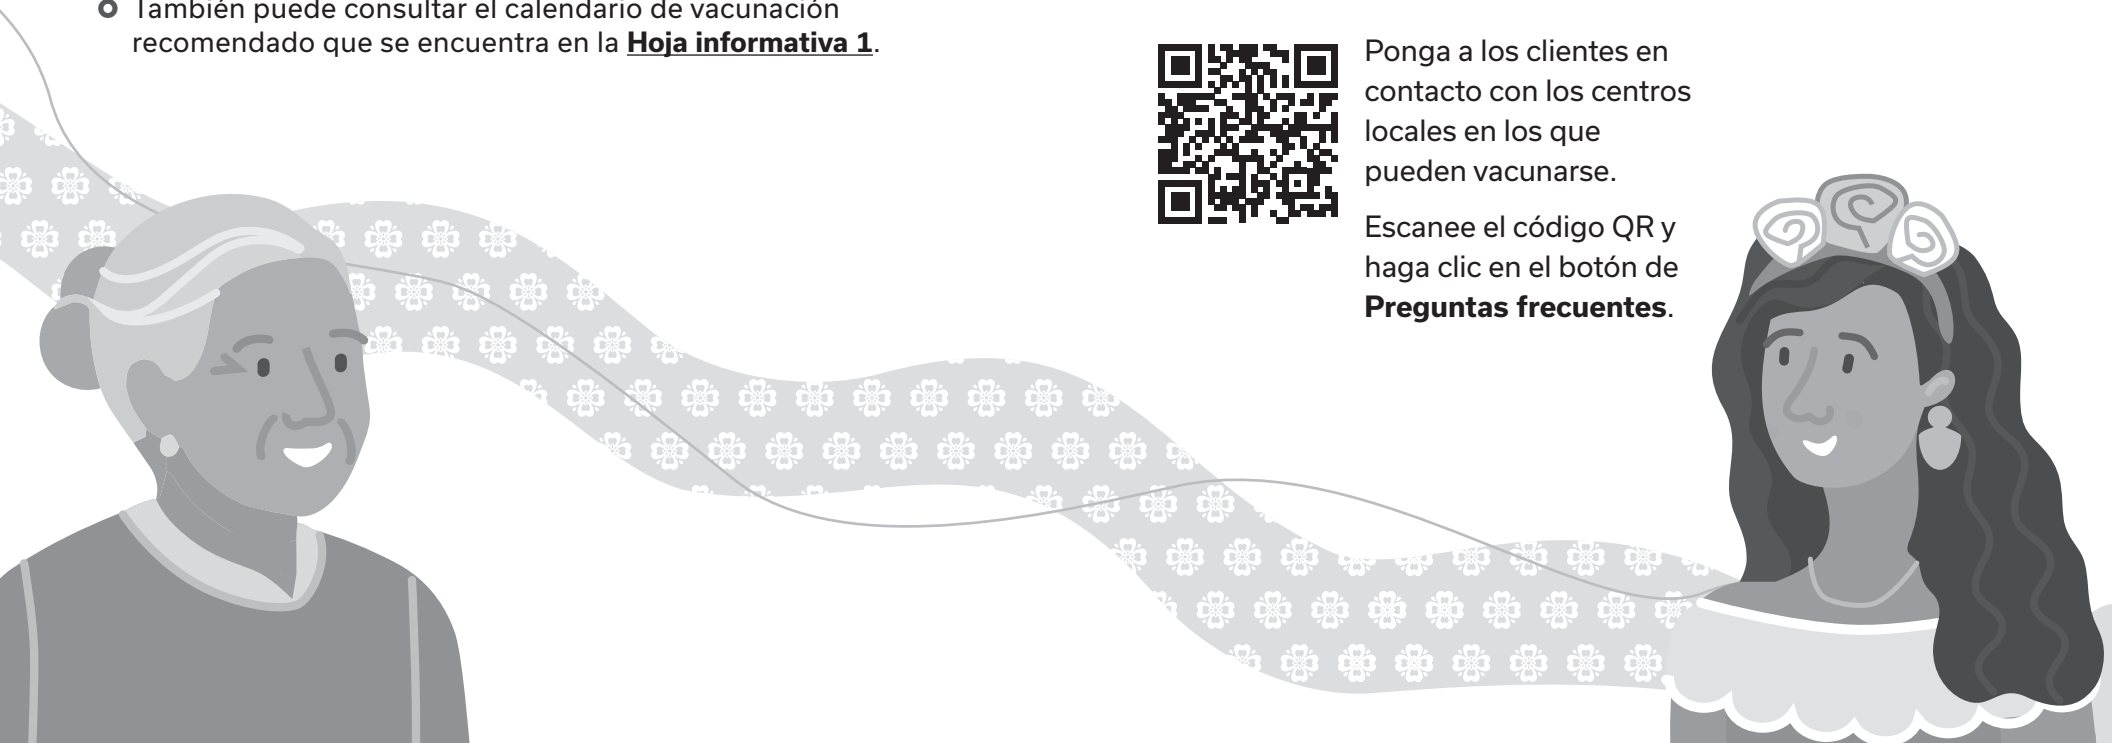 También puede consultar el calendario de vacunación
recomendado que se encuentra en la Hoja informativa 1.
Ponga a los clientes en
contacto con los centros
locales en los que
pueden vacunarse.
Escanee el código QR y
haga clic en el botón de
Preguntas frecuentes.